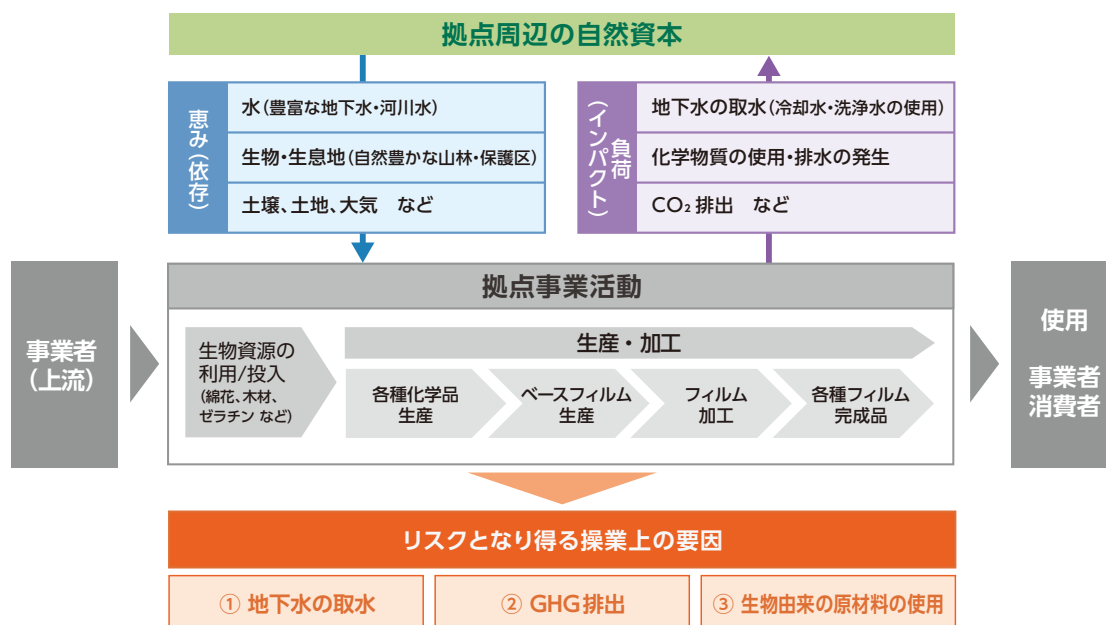 拠点周辺の自然資本
恵み(依存)
水(豊富な地下水・河川水)
生物・生息地(自然豊かな山林・保護区)
土壌、土地、大気 など
負荷
(インパクト)
地下水の取水(冷却水・洗浄水の使用)
化学物質の使用・排水の発生
CO₂排出 など
事業者
(上流)
拠点事業活動
生物資源の
利用/投入
(綿花、木材、
ゼラチン など)
生産・加工
各種化学品
生産
ベースフィルム
生産
フィルム
加工
各種フィルム
完成品
使用
事業者
消費者
リスクとなり得る操業上の要因
① 地下水の取水
② GHG排出
③ 生物由来の原材料の使用